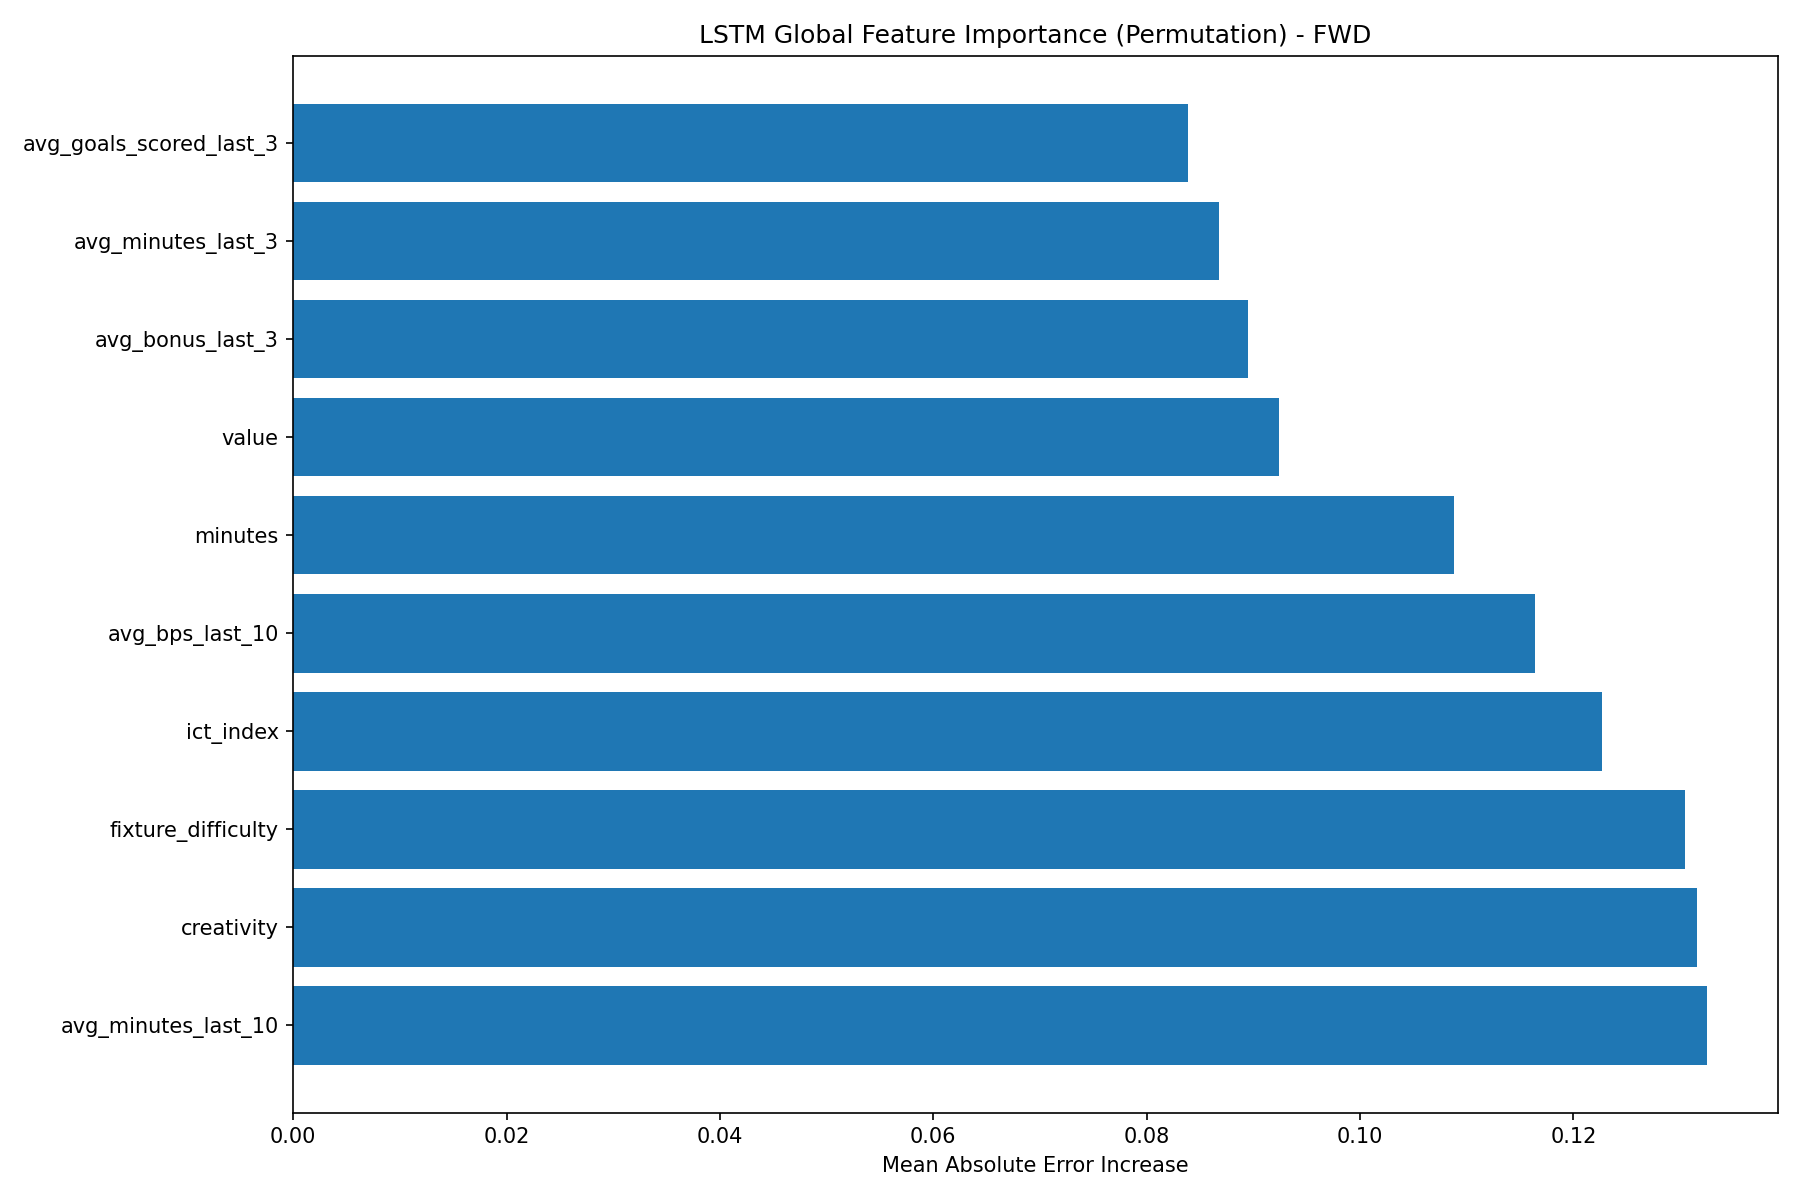 LSTM Global Feature Importance (Permutation) - FWD
avg_goals_scored_last_3
avg_minutes_last_3
avg_bonus_last_3
value
minutes
avg_bps_last_10
ict_index
fixture_difficulty
creativity
avg_minutes_last_10
0.00 0.02 0.04 0.06 0.08 0.10 0.12
Mean Absolute Error Increase